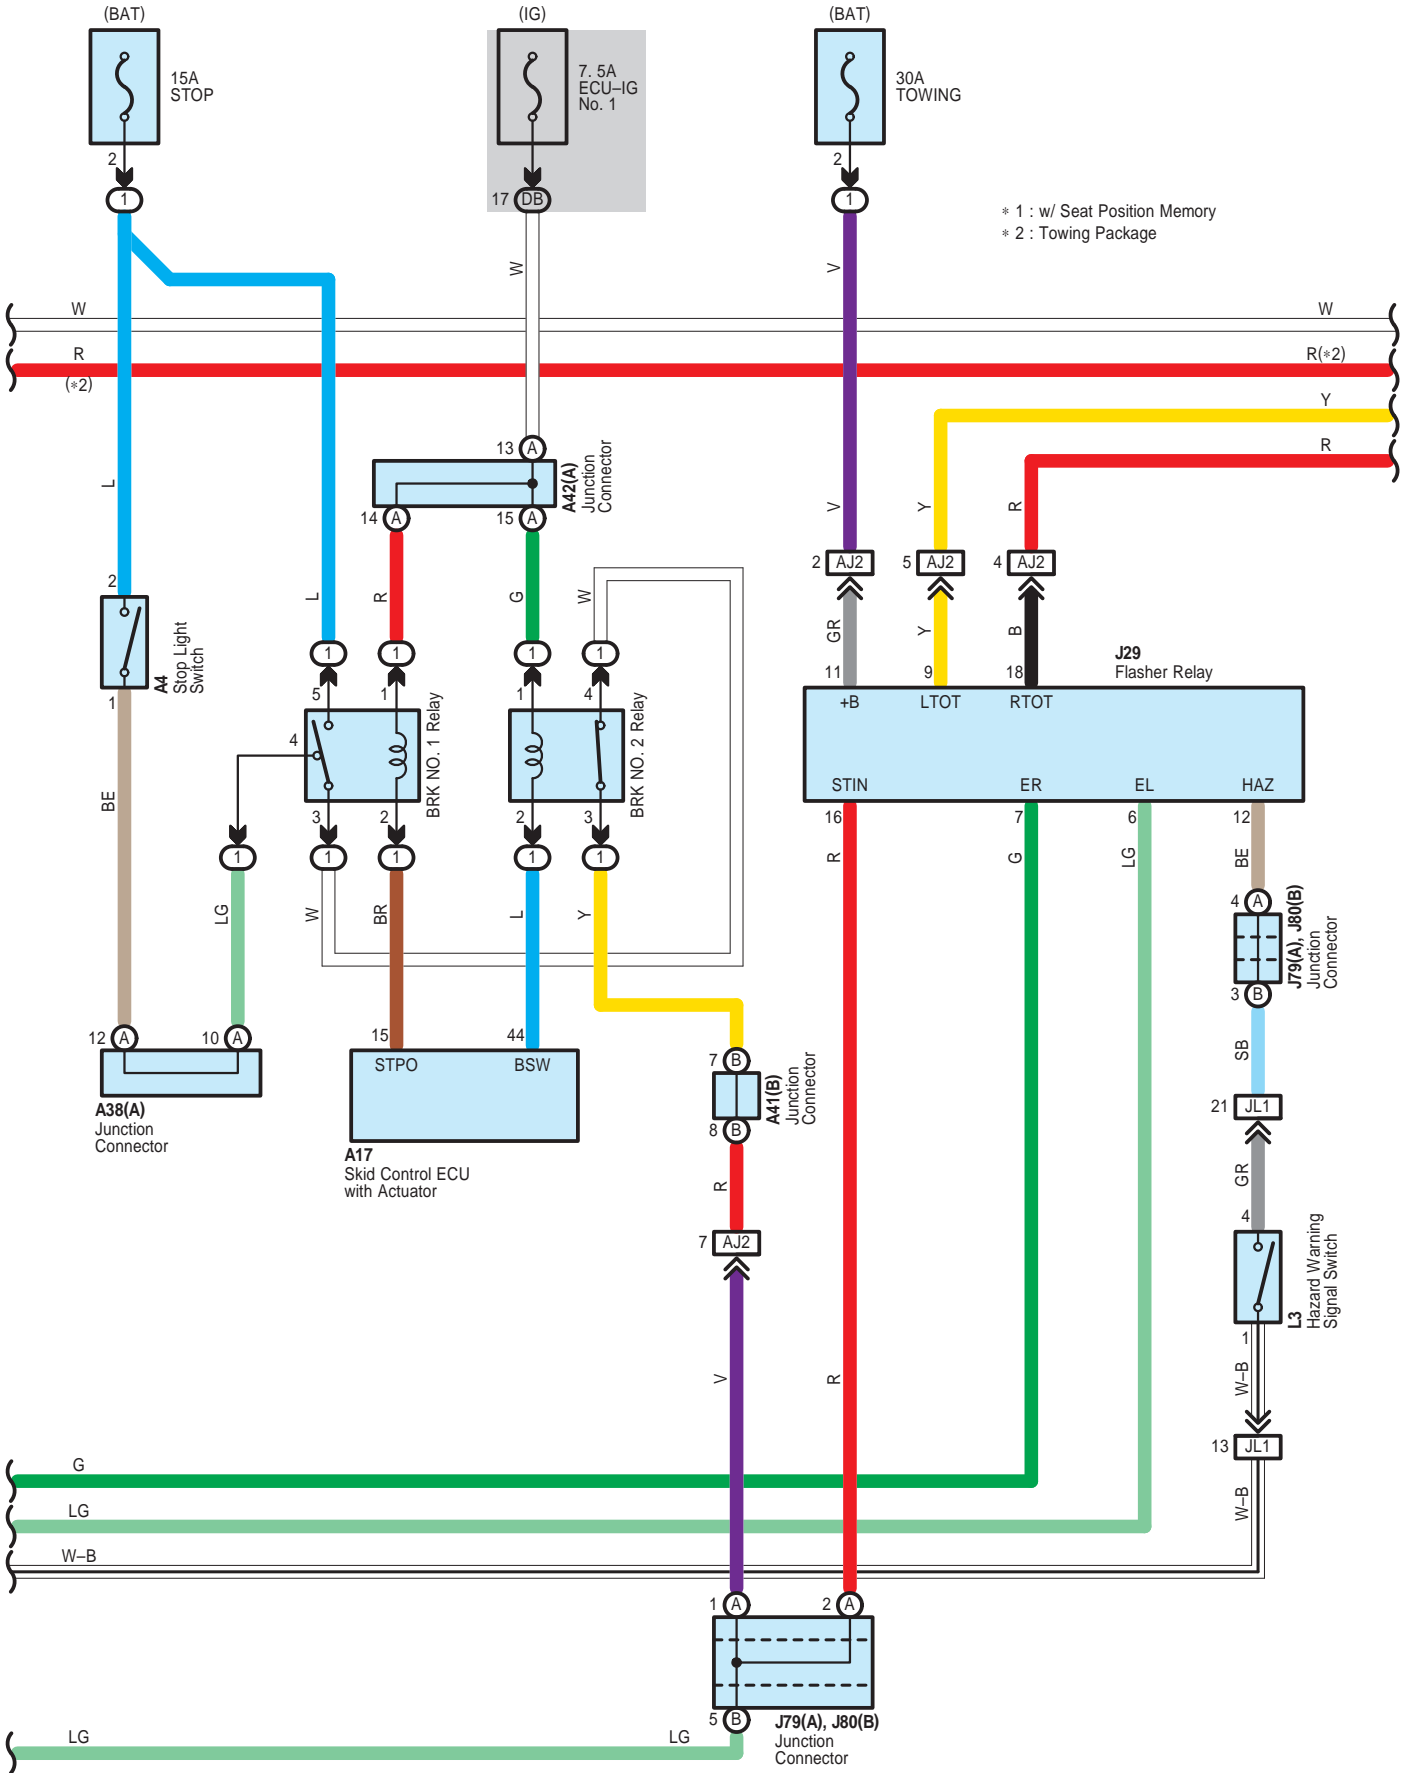 (BAT)
(IG)
(BAT)
15A
STOP
7. 5A
ECU–IG
No. 1
30A
TOWING
2
2
1
17 DB
1
∗ 1 : w/ Seat Position Memory
∗ 2 : Towing Package
W
V
W
W
R
(∗2)
R(∗2)
Y
R
13 A
A42(A)
Junction
Connector
L
14 A
15 A
V
Y
R
2 AJ2
5 AJ2
4 AJ2
2
L
R
G
W
GR
Y
B
A4
Stop Light
Switch
1
1
1
1
1
5
1
1
4
11
9
18
J29
Flasher Relay
+B
LTOT
RTOT
4
BRK NO. 1 Relay
BRK NO. 2 Relay
STIN
ER
EL
HAZ
BE
3
2
2
3
16
7
6
12
1
1
1
1
1
R
G
LG
BE
LG
W
BR
L
Y
4 A
J79(A), J80(B)
Junction
Connector
3 B
12 A
10 A
15
44
STPO
BSW
SB
7 B
A41(B)
Junction
Connector
8 B
A38(A)
Junction
Connector
21 JL1
A17
Skid Control ECU
with Actuator
R
GR
7 AJ2
4
L3
Hazard Warning
Signal Switch
1
V
R
W–B
13 JL1
G
W–B
LG
W–B
1 A
2 A
5 B
J79(A), J80(B)
Junction
Connector
LG
LG